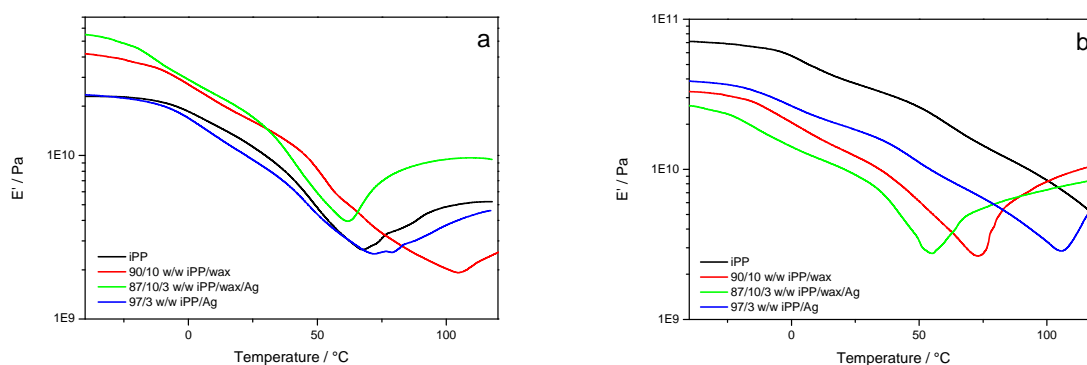 a
E' / Pa
1E10
1E9
iPP
90/10 w/w iPP/wax
87/10/3 w/w iPP/wax/Ag
97/3 w/w iPP/Ag
0 50 100
Temperature / °C
b
E' / Pa
1E11
1E10
1E9
iPP
90/10 w/w iPP/wax
87/10/3 w/w iPP/wax/Ag
97/3 w/w iPP/Ag
0 50 100
Temperature / °C